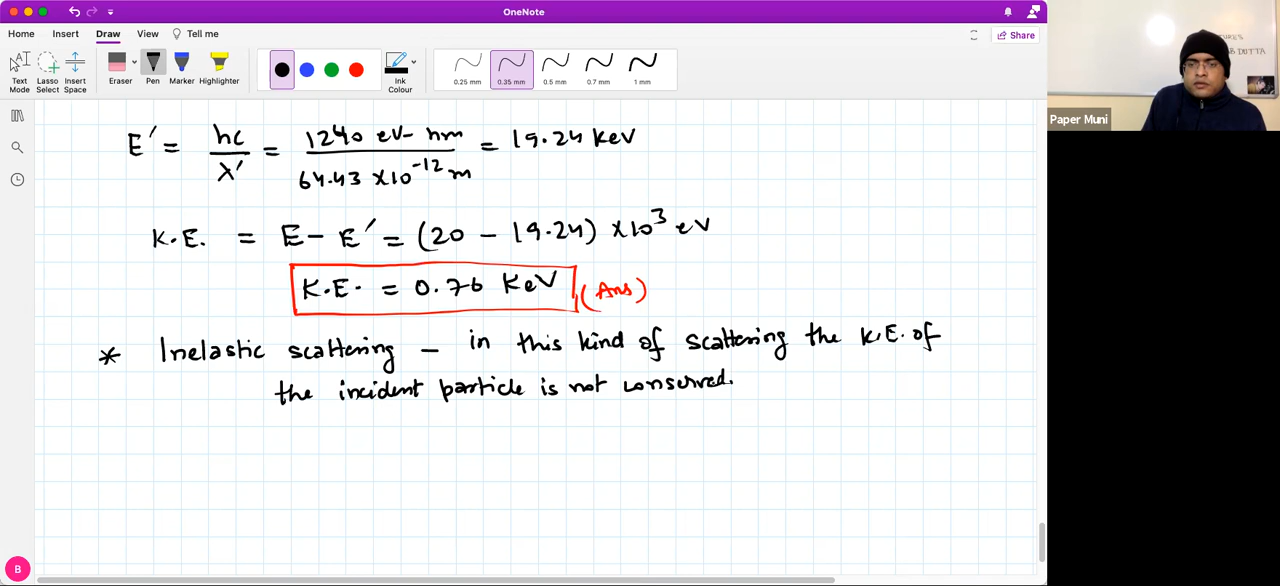 OneNote
Home Insert Draw View Tell me
Share
Text Mode
Lasso Select
Insert Space
Eraser
Pen
Marker
Highlighter
Ink Colour
0.25 mm
0.35 mm
0.5 mm
0.7 mm
1 mm
Paper Muni
E' = hc / λ' = 1240 eV- nm / 64.43 × 10^-12 m = 19.24 KeV
K.E. = E - E' = (20 - 19.24) × 10^3 eV
K.E. = 0.76 KeV (Ans)
* Inelastic scattering – in this kind of scattering the K.E. of
the incident particle is not conserved.
B